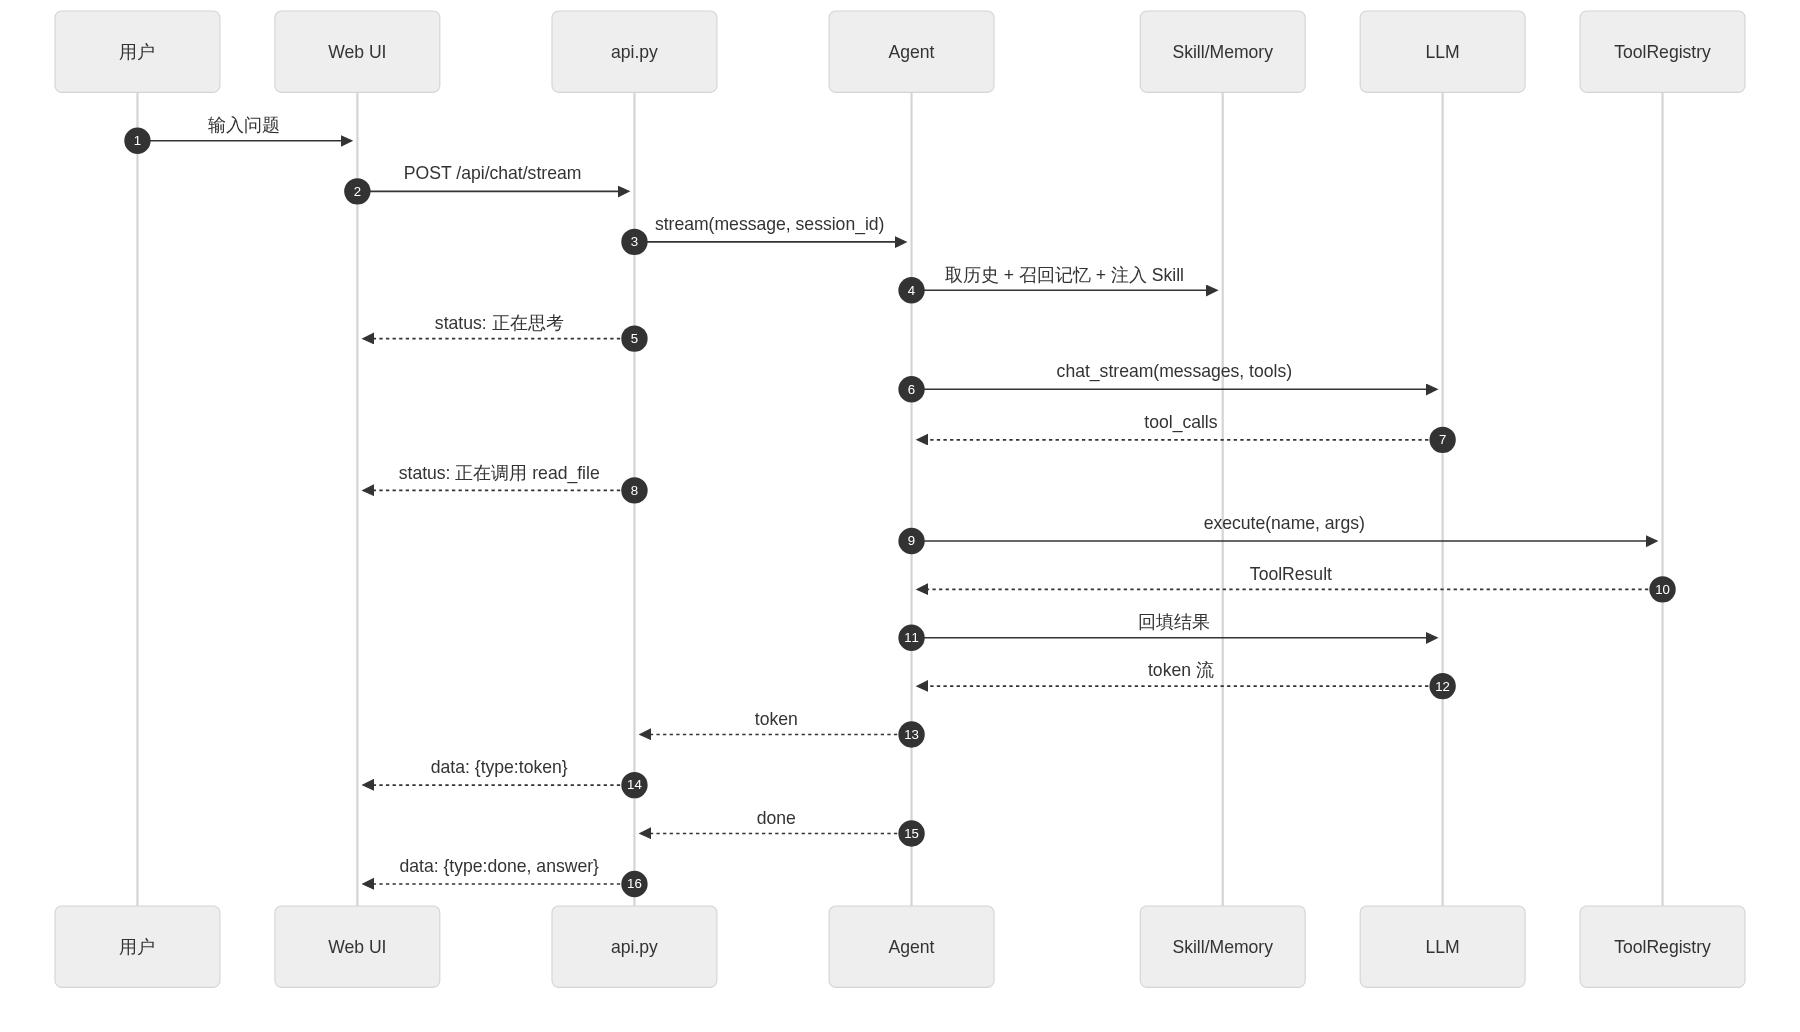 用户
Web UI
api.py
Agent
Skill/Memory
LLM
ToolRegistry
输入问题
1
POST /api/chat/stream
2
stream(message, session_id)
3
取历史 + 召回记忆 + 注入 Skill
4
status: 正在思考
5
chat_stream(messages, tools)
6
tool_calls
7
status: 正在调用 read_file
8
execute(name, args)
9
ToolResult
10
回填结果
11
token 流
12
token
13
data: {type:token}
14
done
15
data: {type:done, answer}
16
用户
Web UI
api.py
Agent
Skill/Memory
LLM
ToolRegistry